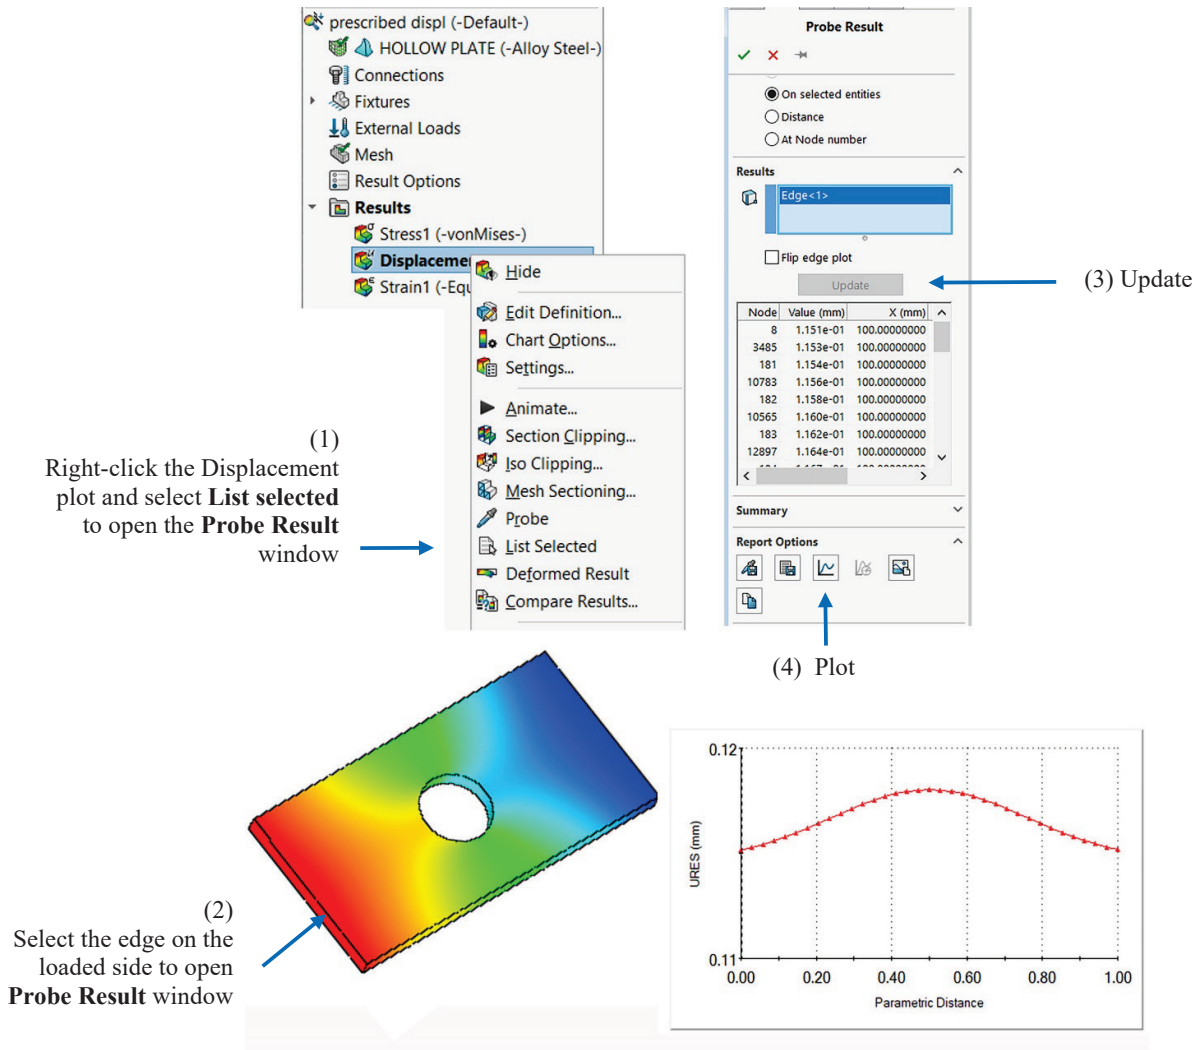 prescribed displ (-Default-)
HOLLOW PLATE (-Alloy Steel-)
Connections
Fixtures
External Loads
Mesh
Result Options
Results
Stress1 (-vonMises-)
Displaceme
Strain1 (-Equ
Hide
Edit Definition...
Chart Options...
Settings...
Animate...
Section Clipping...
Iso Clipping...
Mesh Sectioning...
Probe
List Selected
Deformed Result
Compare Results...
(1)
Right-click the Displacement
plot and select List selected
to open the Probe Result
window
Probe Result
On selected entities
Distance
At Node number
Results
Edge<1>
Flip edge plot
Update
Node Value (mm) X (mm)
8 1.151e-01 100.00000000
3485 1.153e-01 100.00000000
181 1.154e-01 100.00000000
10783 1.156e-01 100.00000000
182 1.158e-01 100.00000000
10565 1.160e-01 100.00000000
183 1.162e-01 100.00000000
12897 1.164e-01 100.00000000
Summary
Report Options
(3) Update
(4) Plot
(2)
Select the edge on the
loaded side to open
Probe Result window
0.12
URES (mm)
0.11
0.00 0.20 0.40 0.60 0.80 1.00
Parametric Distance